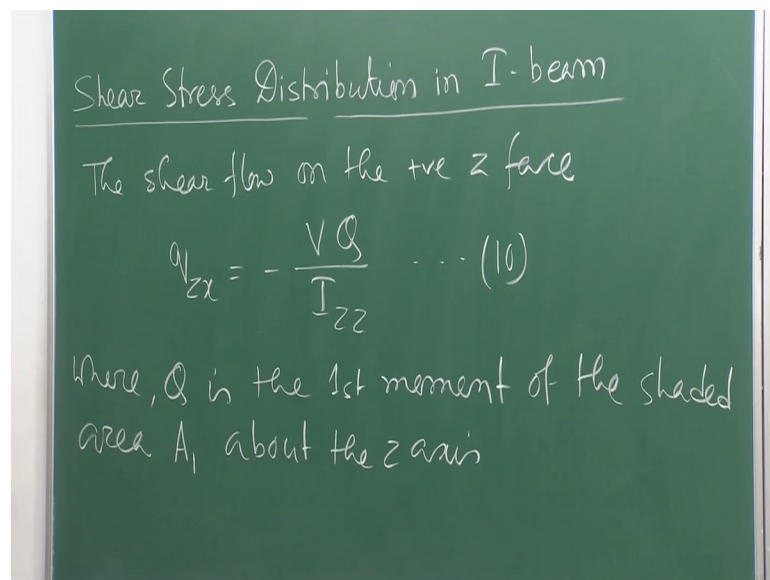 Shear Stress Distribution in I-beam
The shear flow on the +ve z face
q_zx = - VQ / I_zz ... (10)
where, Q is the 1st moment of the shaded
area A₁ about the z axis